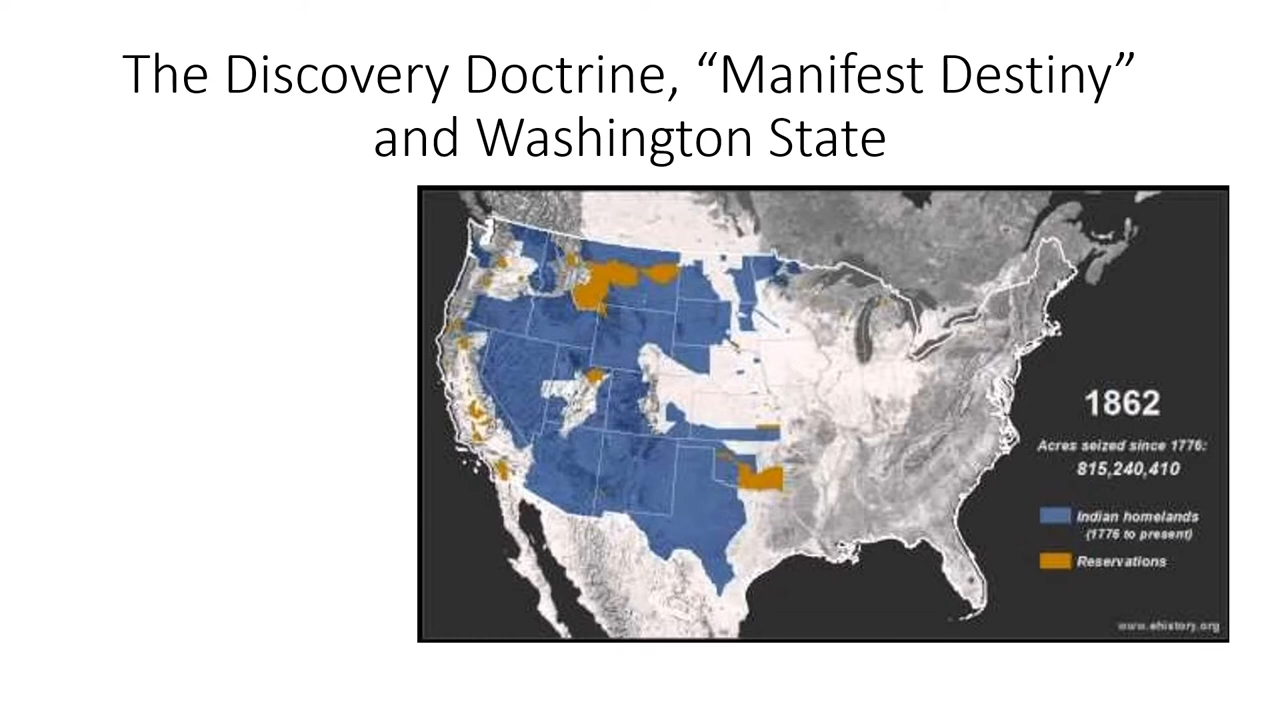 The Discovery Doctrine, “Manifest Destiny”
and Washington State
1862
Acres seized since 1776:
815,240,410
Indian homelands
(1776 to present)
Reservations
www.ehistory.org